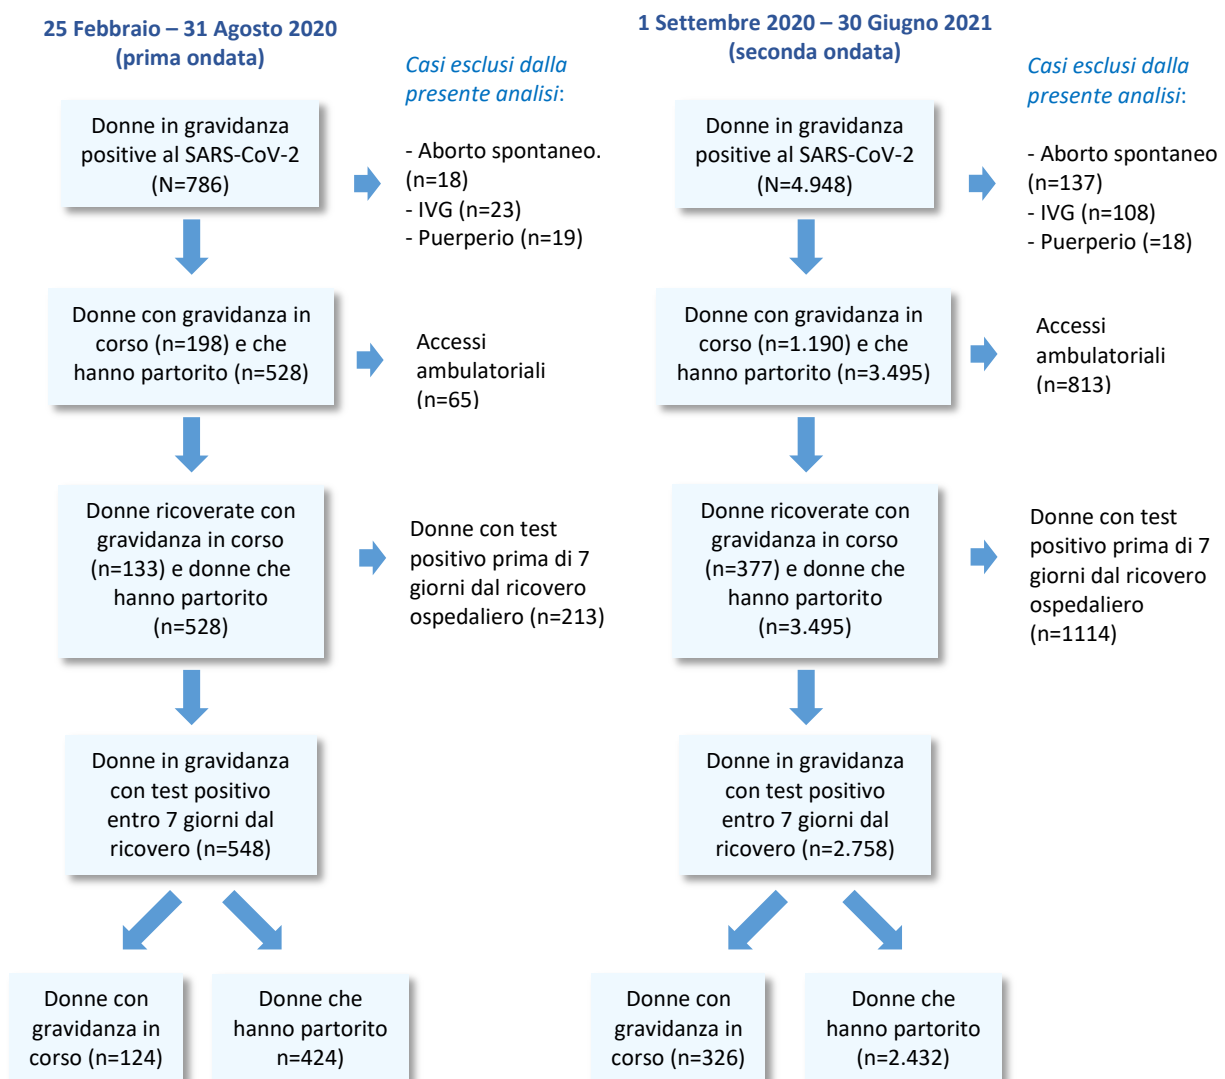 25 Febbraio – 31 Agosto 2020
(prima ondata)
Casi esclusi dalla
presente analisi:
Donne in gravidanza
positive al SARS-CoV-2
(N=786)
- Aborto spontaneo.
(n=18)
- IVG (n=23)
- Puerperio (n=19)
Donne con gravidanza in
corso (n=198) e che
hanno partorito (n=528)
Accessi
ambulatoriali
(n=65)
Donne ricoverate con
gravidanza in corso
(n=133) e donne che
hanno partorito
(n=528)
Donne con test
positivo prima di 7
giorni dal ricovero
ospedaliero (n=213)
Donne in gravidanza
con test positivo
entro 7 giorni dal
ricovero (n=548)
Donne con
gravidanza in
corso (n=124)
Donne che
hanno partorito
n=424)
1 Settembre 2020 – 30 Giugno 2021
(seconda ondata)
Casi esclusi dalla
presente analisi:
Donne in gravidanza
positive al SARS-CoV-2
(N=4.948)
- Aborto spontaneo
(n=137)
- IVG (n=108)
- Puerperio (=18)
Donne con gravidanza in
corso (n=1.190) e che
hanno partorito (n=3.495)
Accessi
ambulatoriali
(n=813)
Donne ricoverate con
gravidanza in corso
(n=377) e donne che
hanno partorito
(n=3.495)
Donne con test
positivo prima di 7
giorni dal ricovero
ospedaliero
(n=1114)
Donne in gravidanza
con test positivo
entro 7 giorni dal
ricovero (n=2.758)
Donne con
gravidanza in
corso (n=326)
Donne che
hanno partorito
(n=2.432)